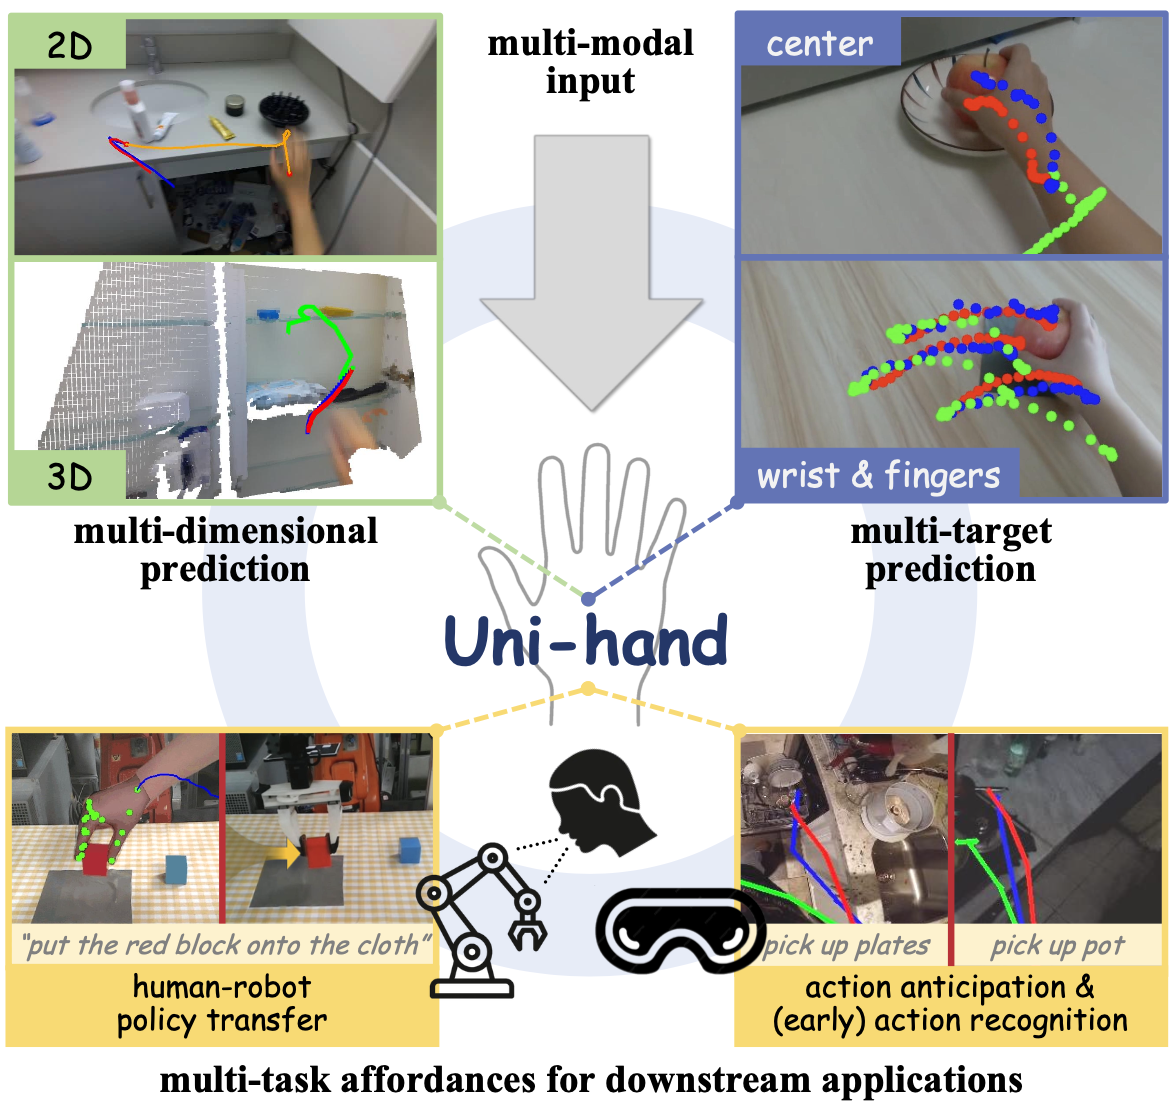 2D
multi-modal
input
center
3D
wrist & fingers
multi-dimensional
prediction
multi-target
prediction
Uni-hand
"put the red block onto the cloth"
pick up plates
pick up pot
human-robot
policy transfer
action anticipation &
(early) action recognition
multi-task affordances for downstream applications